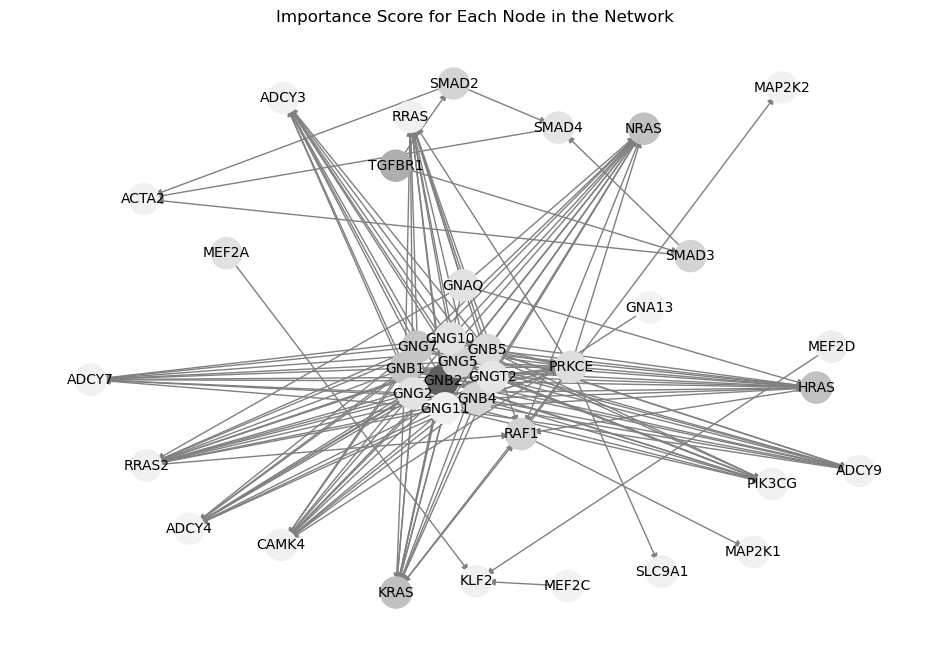 Importance Score for Each Node in the Network
SMAD2
MAP2K2
ADCY3
RRAS
SMAD4
NRAS
TGFBR1
ACTA2
MEF2A
SMAD3
GNAQ
GNA13
GNG10
GNG7
GNB5
MEF2D
GNG5
GNB1
PRKCE
ADCY7
GNB2
GNGT2
HRAS
GNG2
GNB4
GNG11
RAF1
RRAS2
ADCY9
PIK3CG
ADCY4
CAMK4
MAP2K1
SLC9A1
KLF2
MEF2C
KRAS